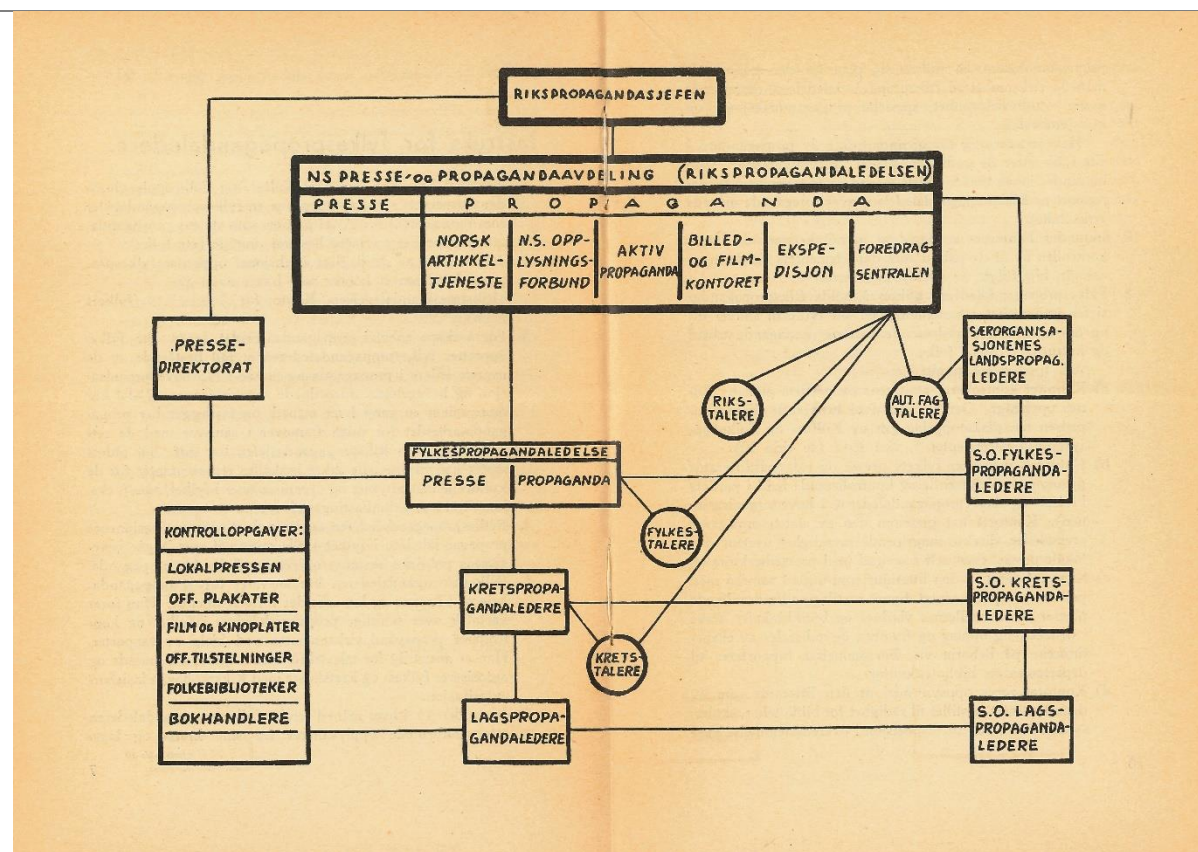 RIKSPROPAGANDASJEFEN
NS PRESSE- OG PROPAGANDAAVDELING (RIKSPROPAGANDALEDELSEN)
PRESSE
PROPAGANDA
NORSK
ARTIKKEL-
TJENESTE
N.S. OPP-
LYSNINGS-
FORBUND
AKTIV
PROPAGANDA
BILLED-
OG FILM-
KONTORET
EKSPE-
DISJON
FOREDRAG-
SENTRALEN
.PRESSE-
DIREKTORAT
RIKS-
TALERE
AUT. FAG-
TALERE
SÆRORGANISA-
SJONENES
LANDSPROPAG.
LEDERE
FYLKESPROPAGANDALEDELSE
PRESSE
PROPAGANDA
S.O. FYLKES-
PROPAGANDA-
LEDERE
FYLKES-
TALERE
KONTROLLOPPGAVER:
LOKALPRESSEN
OFF. PLAKATER
FILM OG KINOPLATER
OFF. TILSTELNINGER
FOLKEBIBLIOTEKER
BOKHANDLERE
KRETSPROPA-
GANDALEDERE
S.O. KRETS-
PROPAGANDA-
LEDERE
KRETS-
TALERE
LAGSPROPA-
GANDALEDERE
S.O. LAGS-
PROPAGANDA-
LEDERE
7